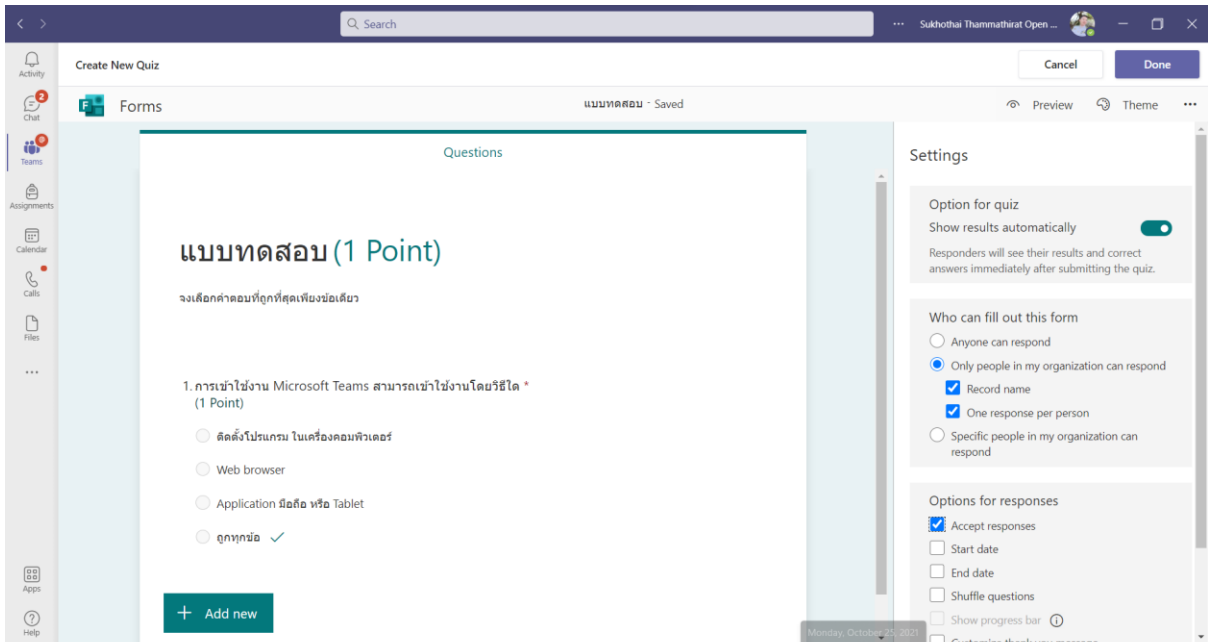 Search
Sukhothai Thammathirat Open ...
Activity
Create New Quiz
Cancel
Done
2
Chat
Forms
แบบทดสอบ - Saved
Preview
Theme
Teams
Assignments
Calendar
Calls
Files
Apps
Help
Questions
แบบทดสอบ (1 Point)
จงเลือกคำตอบที่ถูกที่สุดเพียงข้อเดียว
1. การเข้าใช้งาน Microsoft Teams สามารถเข้าใช้งานโดยวิธีใด *
(1 Point)
ติดตั้งโปรแกรม ในเครื่องคอมพิวเตอร์
Web browser
Application มือถือ หรือ Tablet
ถูกทุกข้อ
+ Add new
Settings
Option for quiz
Show results automatically
Responders will see their results and correct
answers immediately after submitting the quiz.
Who can fill out this form
Anyone can respond
Only people in my organization can respond
Record name
One response per person
Specific people in my organization can
respond
Options for responses
Accept responses
Start date
End date
Shuffle questions
Show progress bar
Customize thank you message
Monday, October 25, 2021